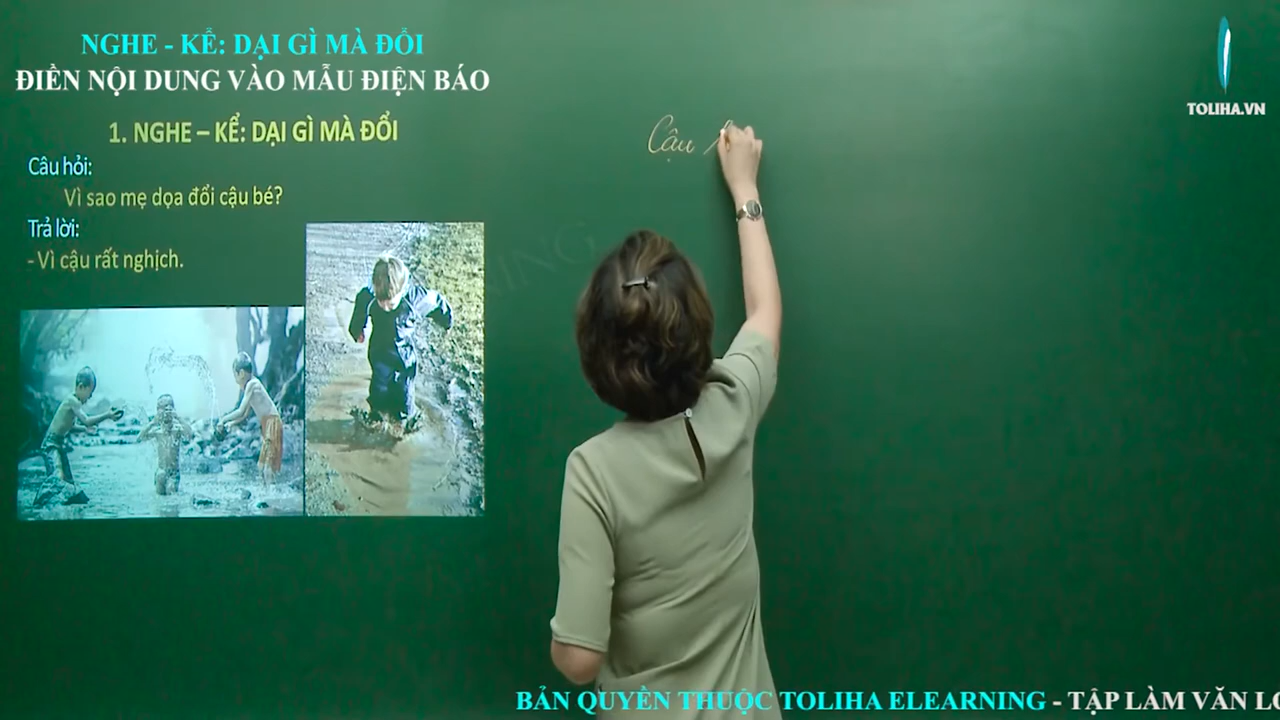 NGHE - KỂ: DẠI GÌ MÀ ĐỔI
ĐIỀN NỘI DUNG VÀO MẪU ĐIỆN BÁO
1. NGHE – KỂ: DẠI GÌ MÀ ĐỔI
Câu hỏi:
Vì sao mẹ dọa đổi cậu bé?
Trả lời:
- Vì cậu rất nghịch.
Cậu
TOLIHA.VN
BẢN QUYỀN THUỘC TOLIHA ELEARNING - TẬP LÀM VĂN